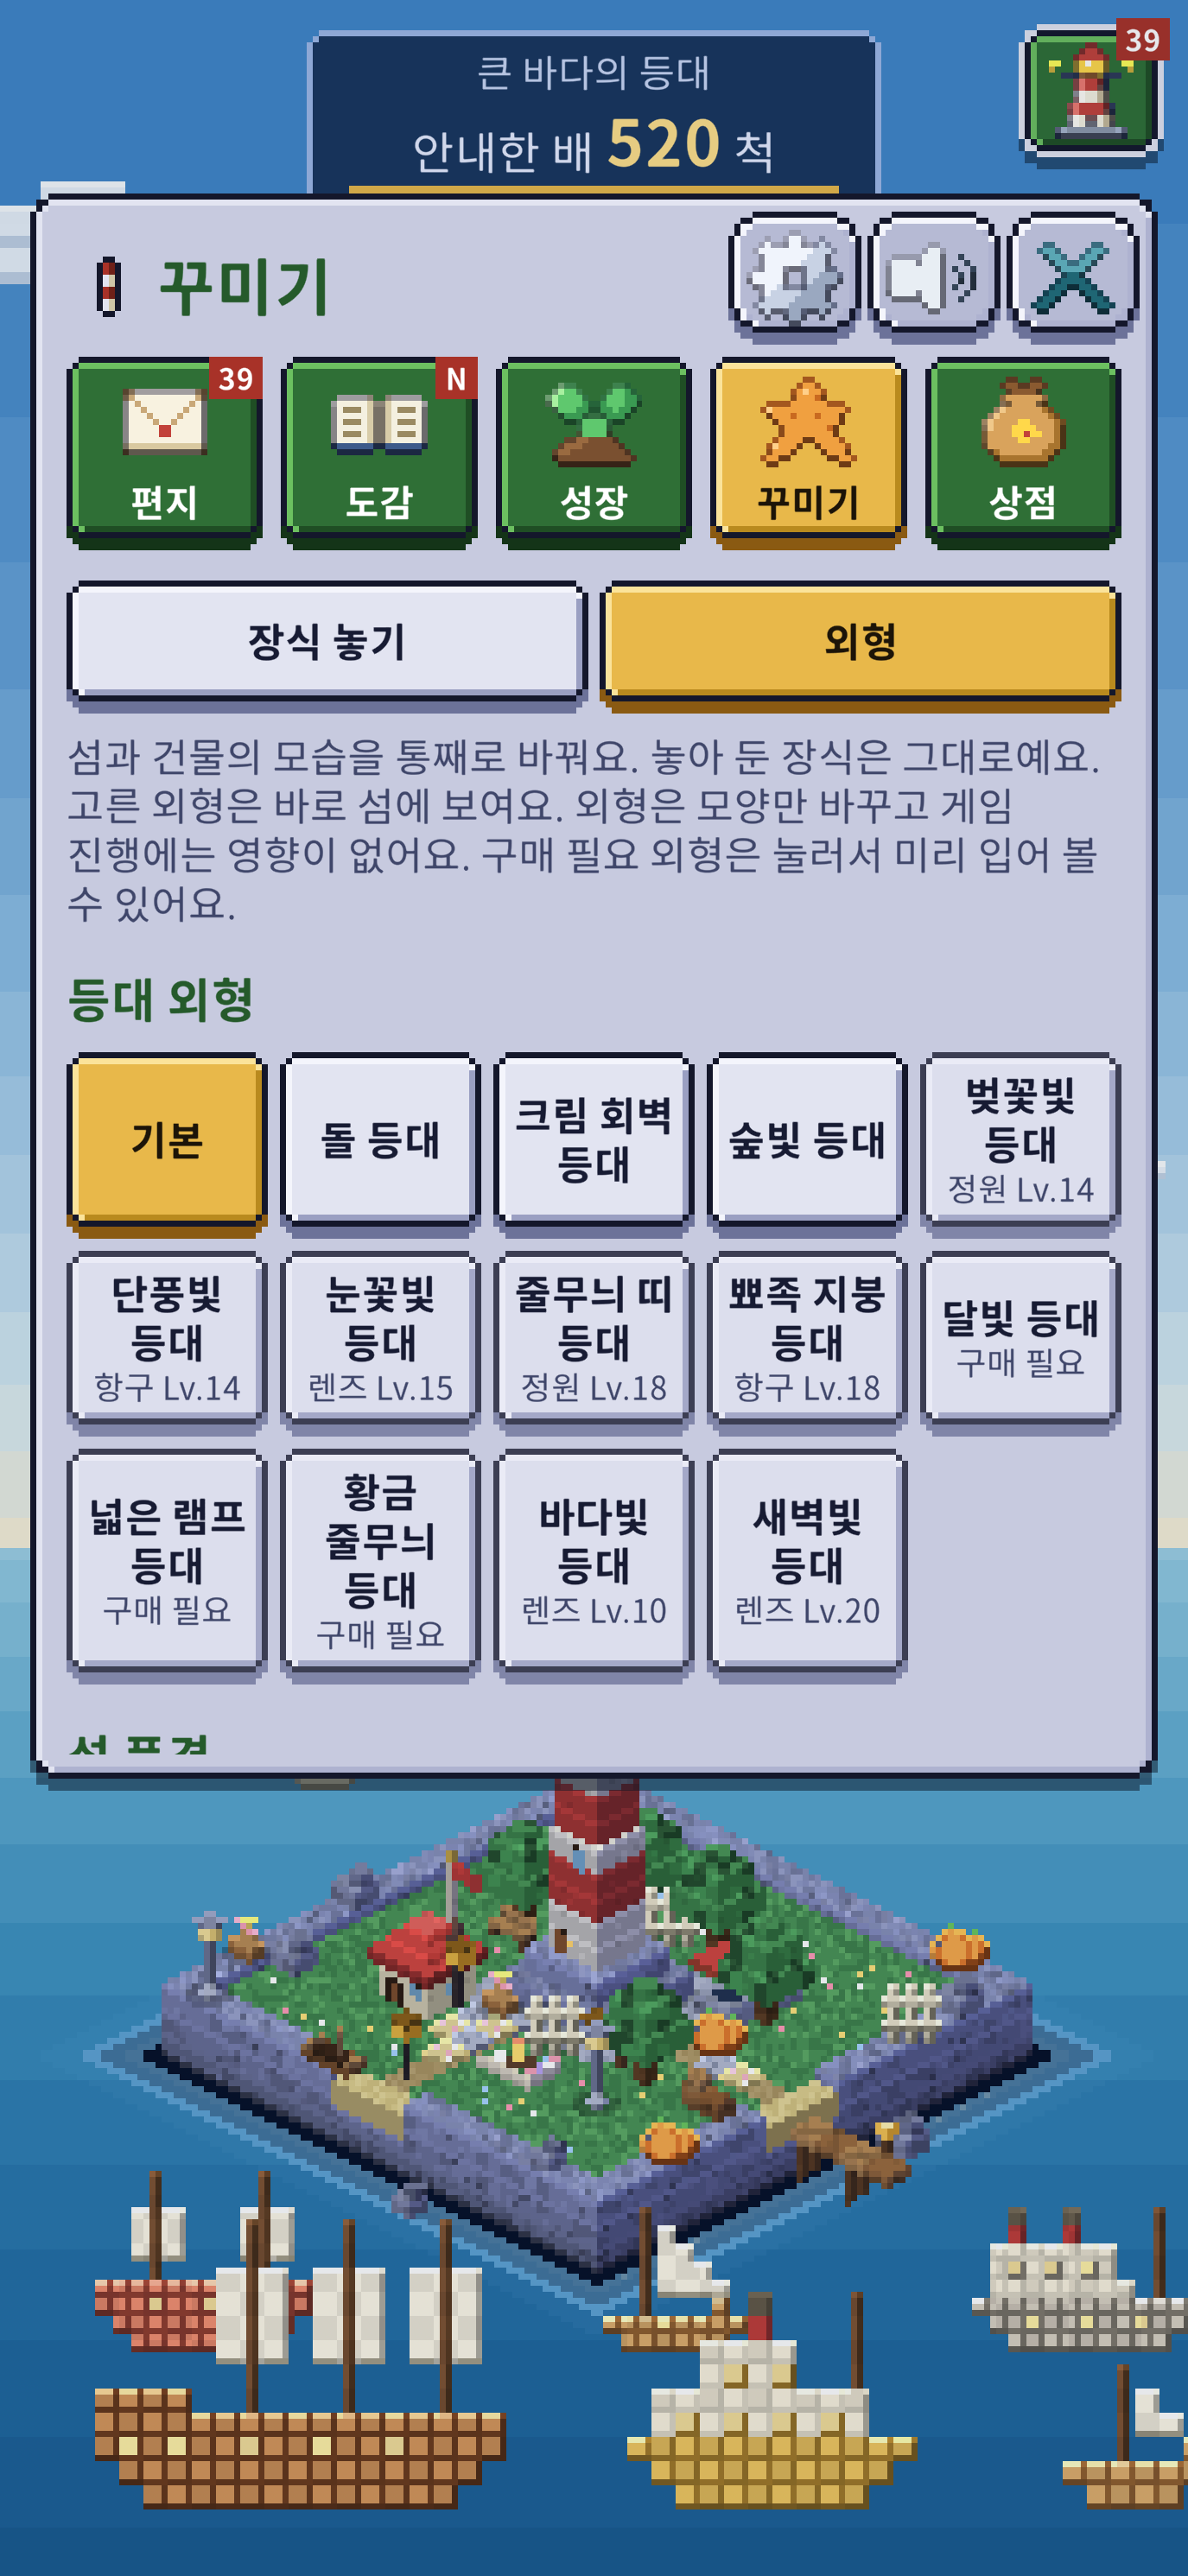 큰 바다의 등대
39
안내한 배 520 척
꾸미기
39
N
편지
도감
성장
꾸미기
상점
장식 놓기
외형
섬과 건물의 모습을 통째로 바꿔요. 놓아 둔 장식은 그대로예요.
고른 외형은 바로 섬에 보여요. 외형은 모양만 바꾸고 게임
진행에는 영향이 없어요. 구매 필요 외형은 눌러서 미리 입어 볼
수 있어요.
등대 외형
기본
돌 등대
크림 회벽
등대
숲빛 등대
벚꽃빛
등대
정원 Lv.14
단풍빛
등대
항구 Lv.14
눈꽃빛
등대
렌즈 Lv.15
줄무늬 띠
등대
정원 Lv.18
뾰족 지붕
등대
항구 Lv.18
달빛 등대
구매 필요
넓은 램프
등대
구매 필요
황금
줄무늬
등대
구매 필요
바다빛
등대
렌즈 Lv.10
새벽빛
등대
렌즈 Lv.20